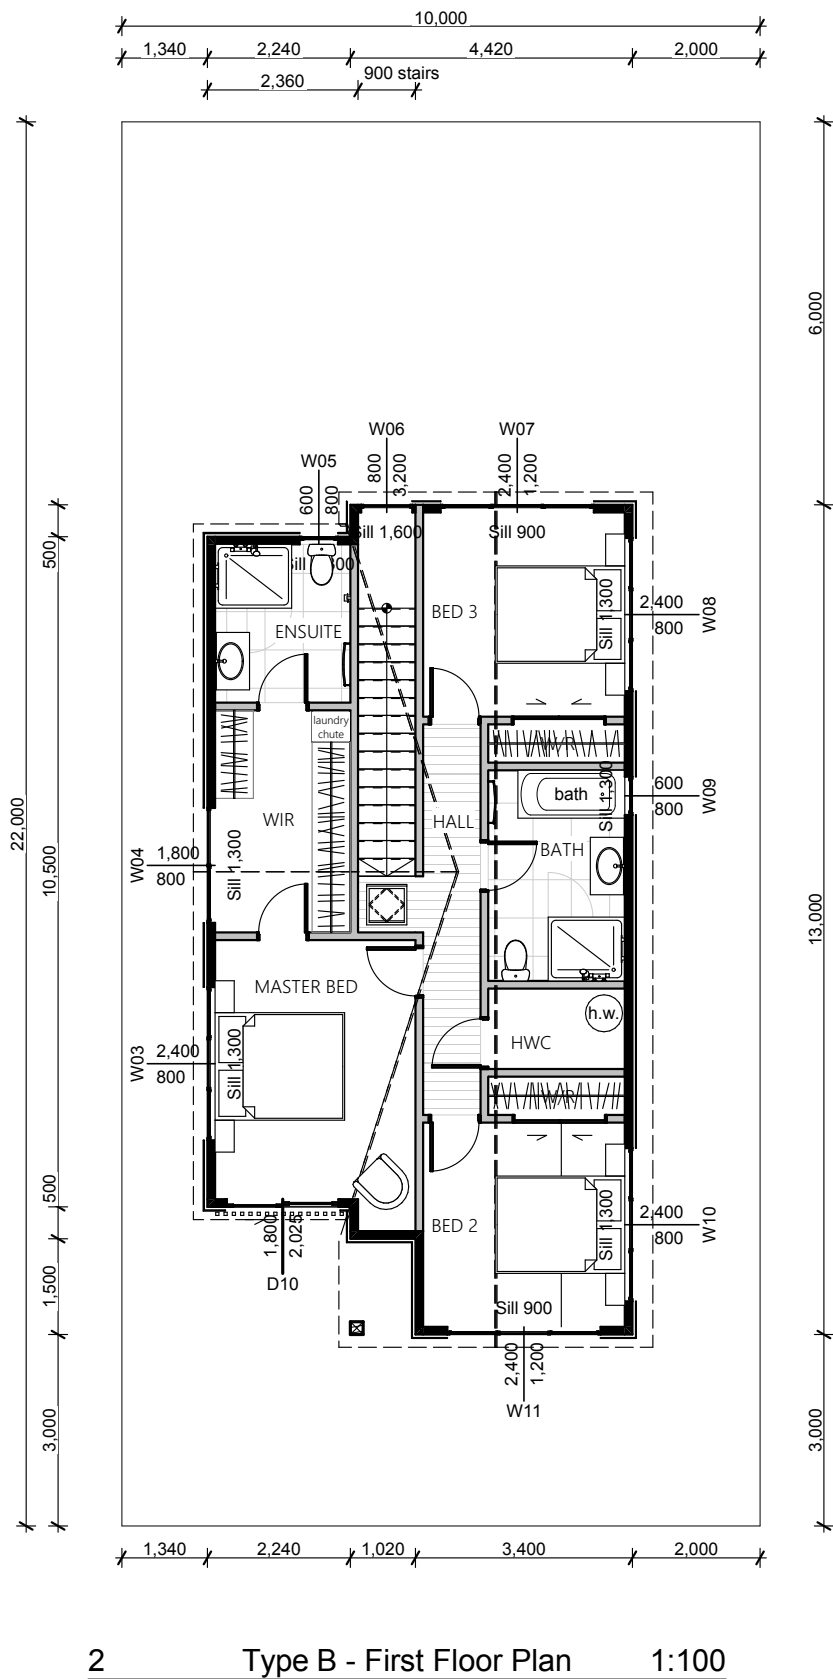 10,000
1,340 2,240 4,420 2,000
2,360 900 stairs
22,000
6,000
13,000
3,000
500
10,500
500
1,500
3,000
W06
800
3,200
W07
2,400
1,200
W05
600
800
Sill 1,600
Sill 900
BED 3
Sill 1,300
2,400
800
W08
ENSUITE
laundry
chute
W/R
WIR
HALL
bath
BATH
Sill 1,300
600
800
W09
W04
1,800
800
Sill 1,300
MASTER BED
h.w.
HWC
W03
2,400
800
Sill 1,300
W/R
BED 2
Sill 1,300
2,400
800
W10
1,800
2,025
D10
Sill 900
2,400
1,200
W11
1,340 2,240 1,020 3,400 2,000
2 Type B - First Floor Plan 1:100